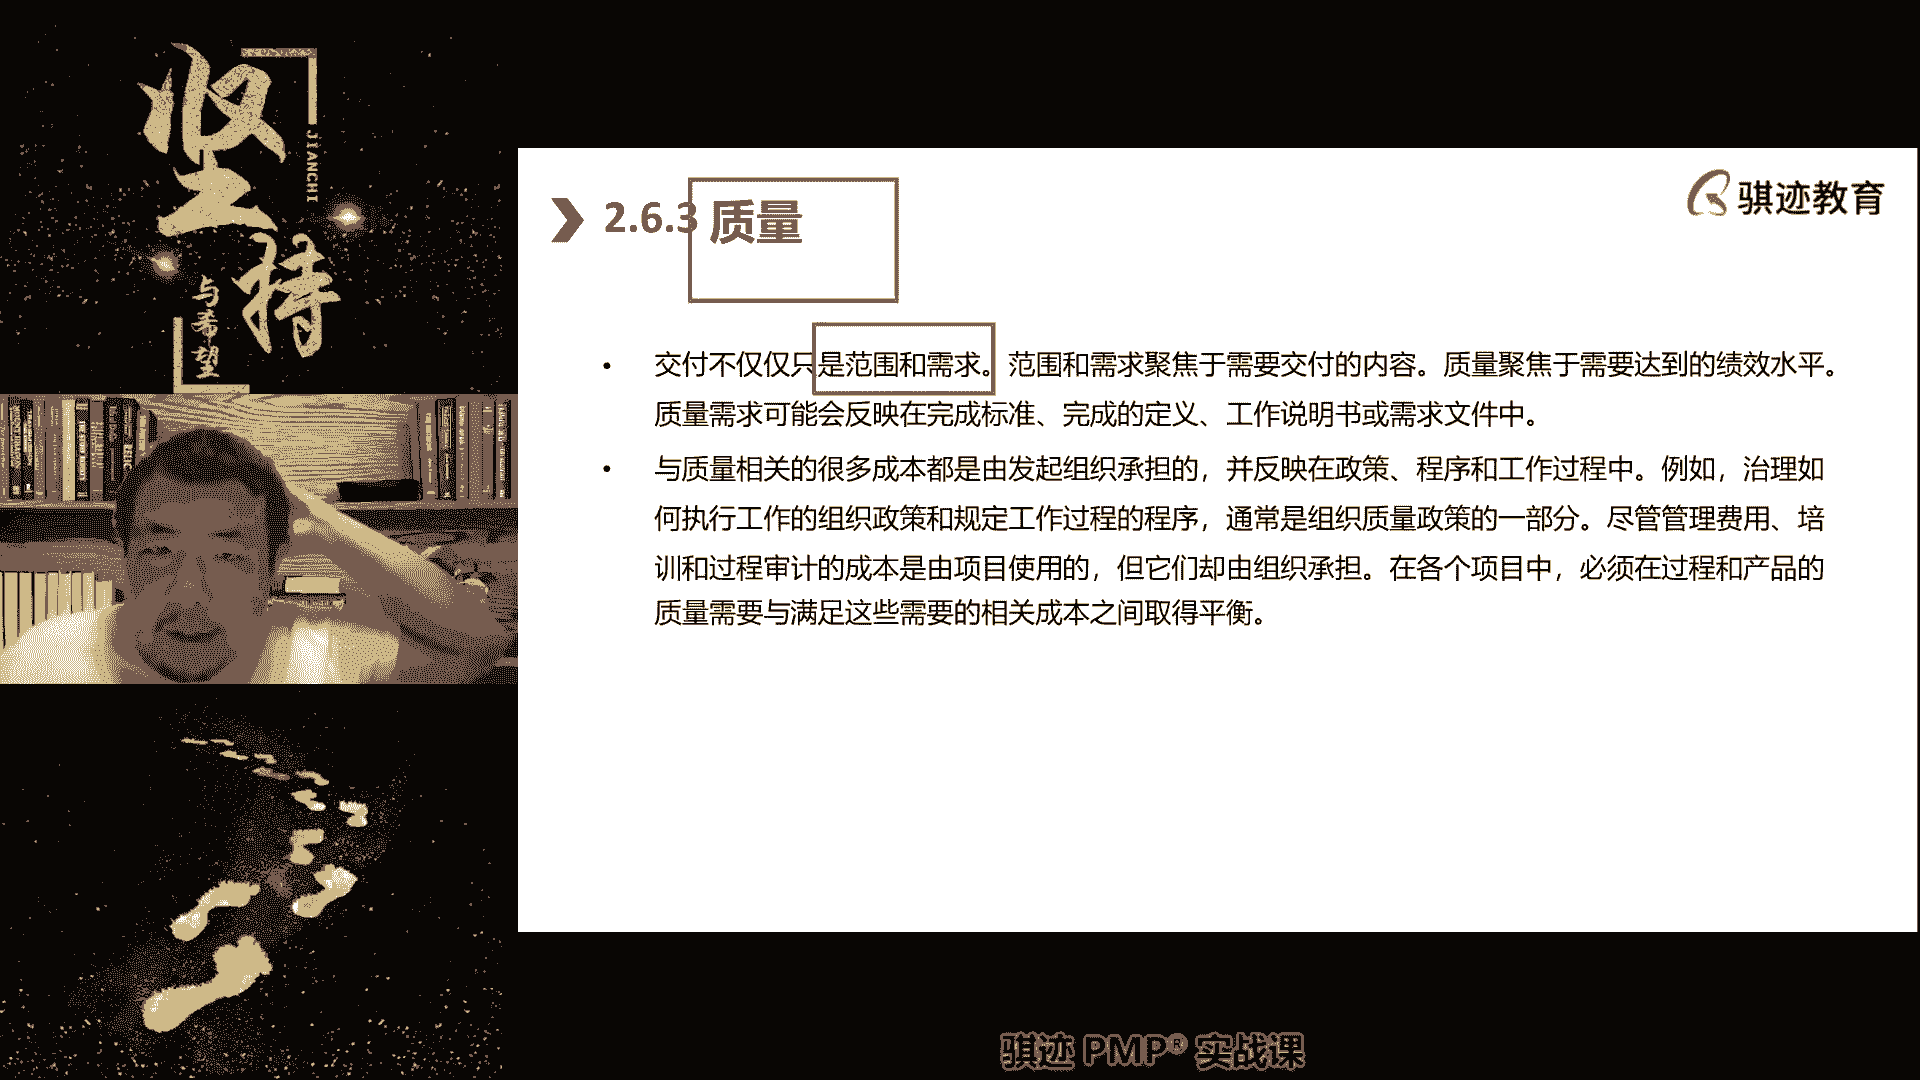 坚持
JIANCHI
与希望
骐迹教育
2.6.3 质量
• 交付不仅仅只是范围和需求。范围和需求聚焦于需要交付的内容。质量聚焦于需要达到的绩效水平。
质量需求可能会反映在完成标准、完成的定义、工作说明书或需求文件中。
• 与质量相关的很多成本都是由发起组织承担的，并反映在政策、程序和工作过程中。例如，治理如
何执行工作的组织政策和规定工作过程的程序，通常是组织质量政策的一部分。尽管管理费用、培
训和过程审计的成本是由项目使用的，但它们却由组织承担。在各个项目中，必须在过程和产品的
质量需要与满足这些需要的相关成本之间取得平衡。
骐迹 PMP® 实战课